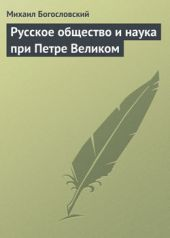 Михаил Богословский
Русское общество и наука
при Петре Великом